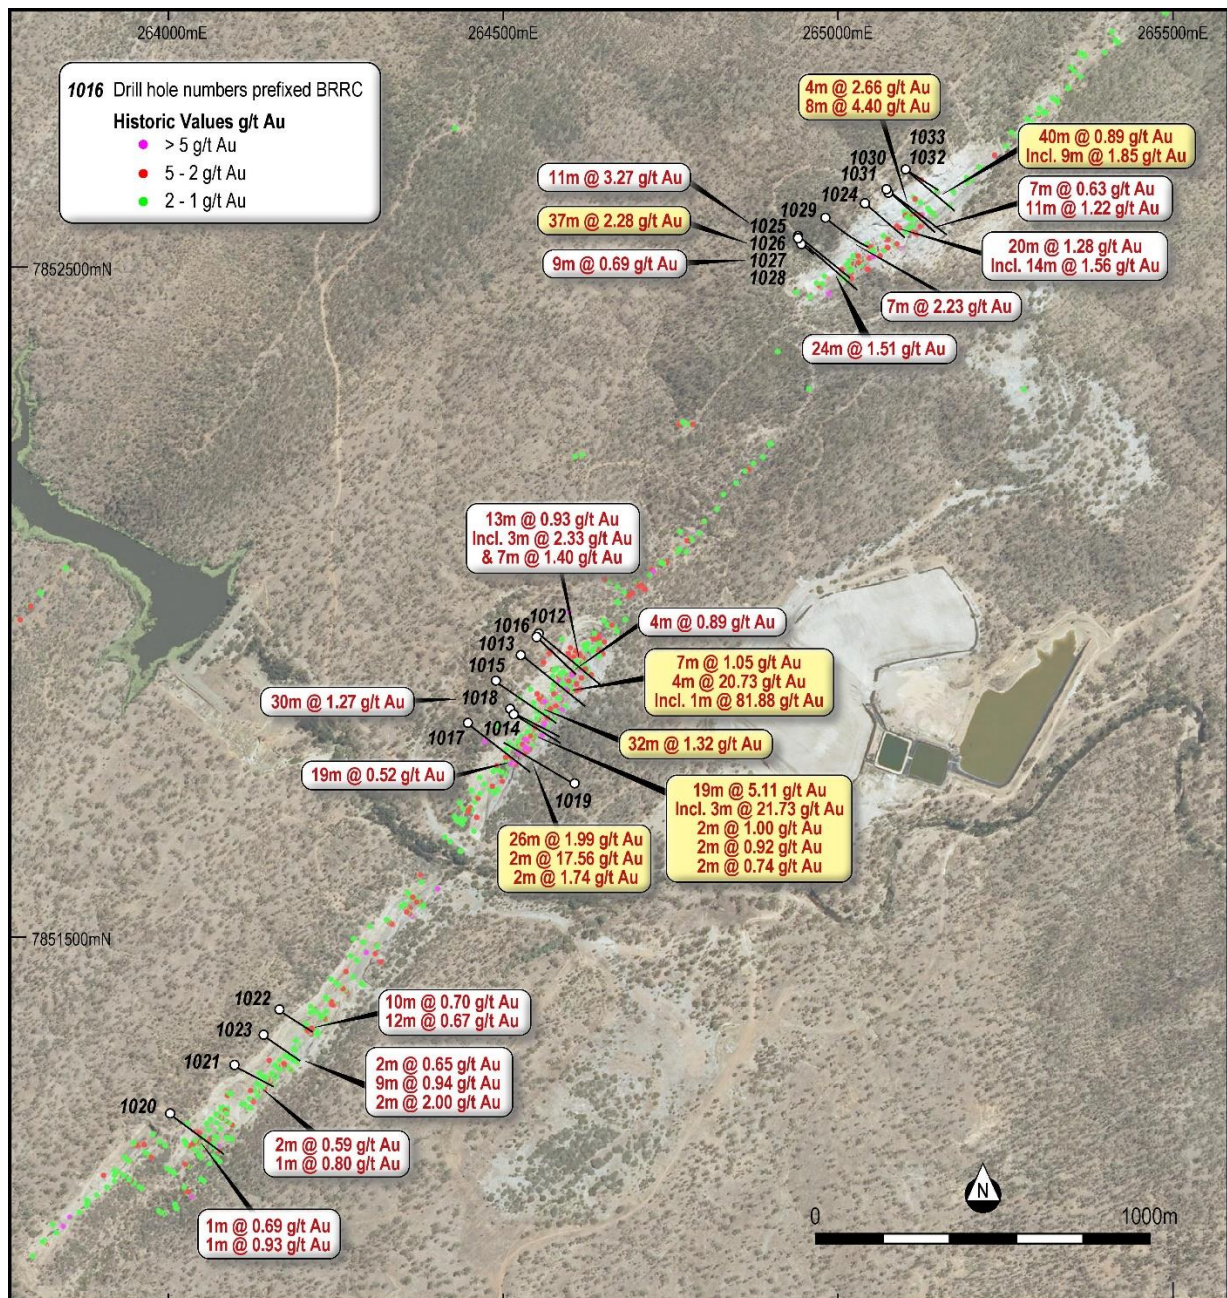 264000mE
264500mE
265000mE
265500mE
1016 Drill hole numbers prefixed BRRC
Historic Values g/t Au
> 5 g/t Au
5 - 2 g/t Au
2 - 1 g/t Au
4m @ 2.66 g/t Au
8m @ 4.40 g/t Au
1033
1032
1030
1031
1024
1029
1025
1026
1027
1028
40m @ 0.89 g/t Au
Incl. 9m @ 1.85 g/t Au
11m @ 3.27 g/t Au
37m @ 2.28 g/t Au
9m @ 0.69 g/t Au
7m @ 0.63 g/t Au
11m @ 1.22 g/t Au
20m @ 1.28 g/t Au
Incl. 14m @ 1.56 g/t Au
7852500mN
7m @ 2.23 g/t Au
24m @ 1.51 g/t Au
13m @ 0.93 g/t Au
Incl. 3m @ 2.33 g/t Au
& 7m @ 1.40 g/t Au
1012
1016
1013
1015
1018
1014
1017
1019
4m @ 0.89 g/t Au
7m @ 1.05 g/t Au
4m @ 20.73 g/t Au
Incl. 1m @ 81.88 g/t Au
30m @ 1.27 g/t Au
32m @ 1.32 g/t Au
19m @ 0.52 g/t Au
19m @ 5.11 g/t Au
Incl. 3m @ 21.73 g/t Au
2m @ 1.00 g/t Au
2m @ 0.92 g/t Au
2m @ 0.74 g/t Au
26m @ 1.99 g/t Au
2m @ 17.56 g/t Au
2m @ 1.74 g/t Au
7851500mN
1022
1023
1021
1020
10m @ 0.70 g/t Au
12m @ 0.67 g/t Au
2m @ 0.65 g/t Au
9m @ 0.94 g/t Au
2m @ 2.00 g/t Au
2m @ 0.59 g/t Au
1m @ 0.80 g/t Au
1m @ 0.69 g/t Au
1m @ 0.93 g/t Au
N
0
1000m